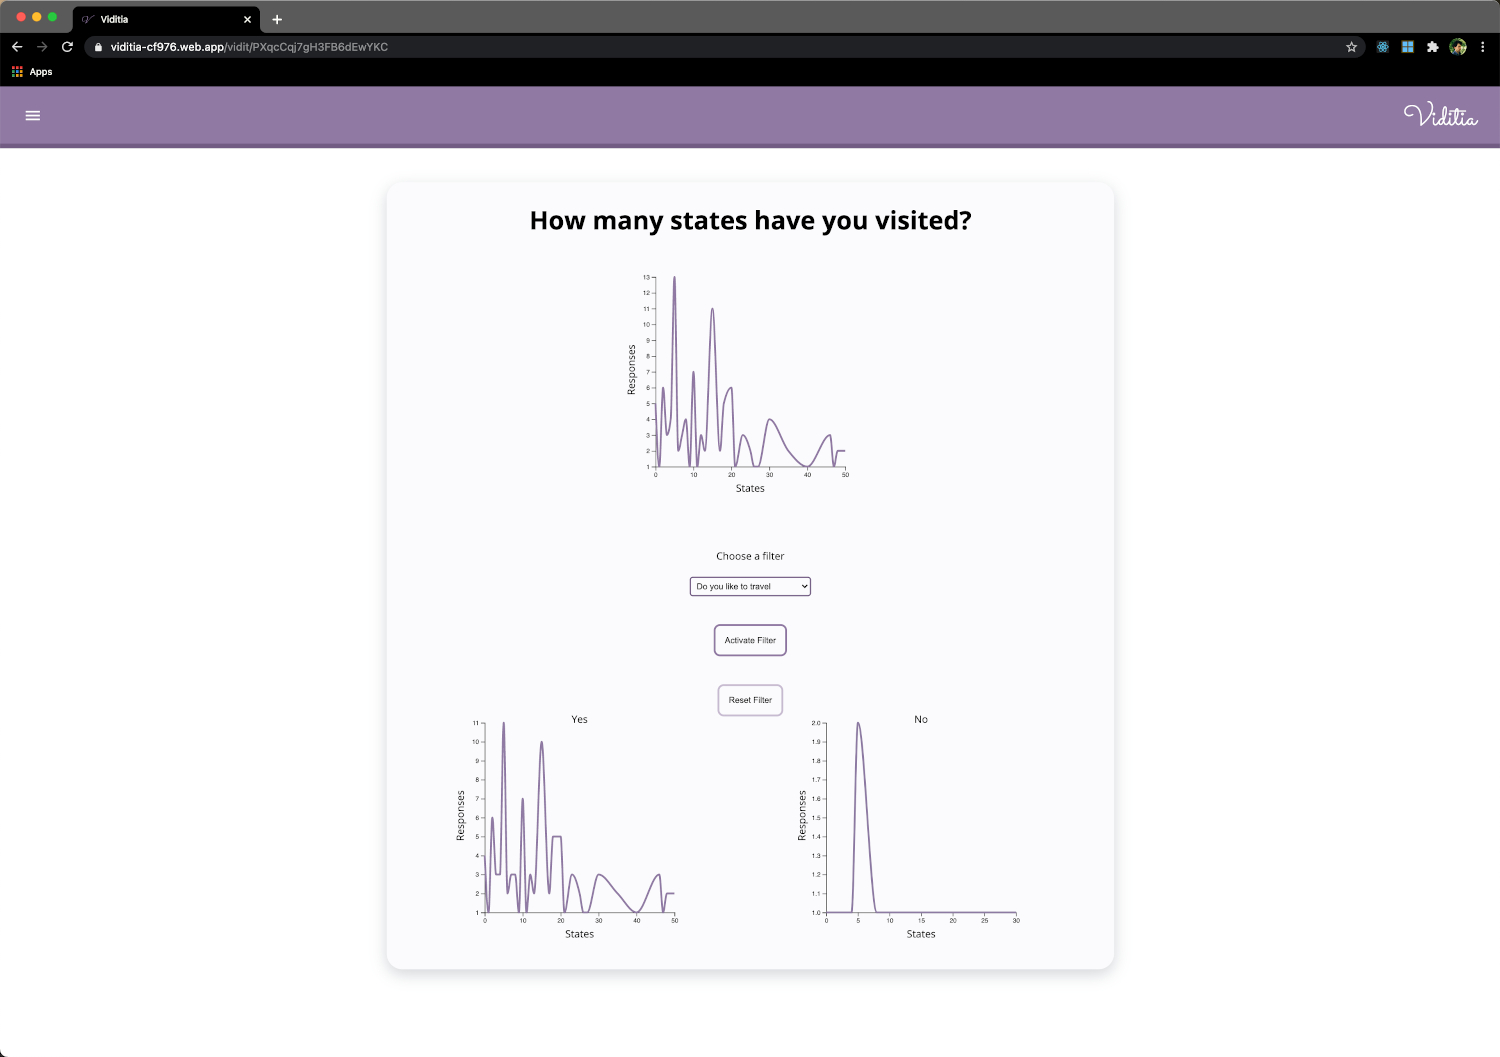 Viditia
viditia-cf976.web.app/vidit/PXqcCqj7gH3FB6dEwYKC
Apps
Viditia
How many states have you visited?
13
12
11
10
9
8
7
6
5
4
3
2
1
Responses
0 10 20 30 40 50
States
Choose a filter
Do you like to travel
Activate Filter
Reset Filter
Yes
11
10
9
8
7
6
5
4
3
2
1
Responses
0 10 20 30 40 50
States
No
2.0
1.9
1.8
1.7
1.6
1.5
1.4
1.3
1.2
1.1
1.0
Responses
0 5 10 15 20 25 30
States